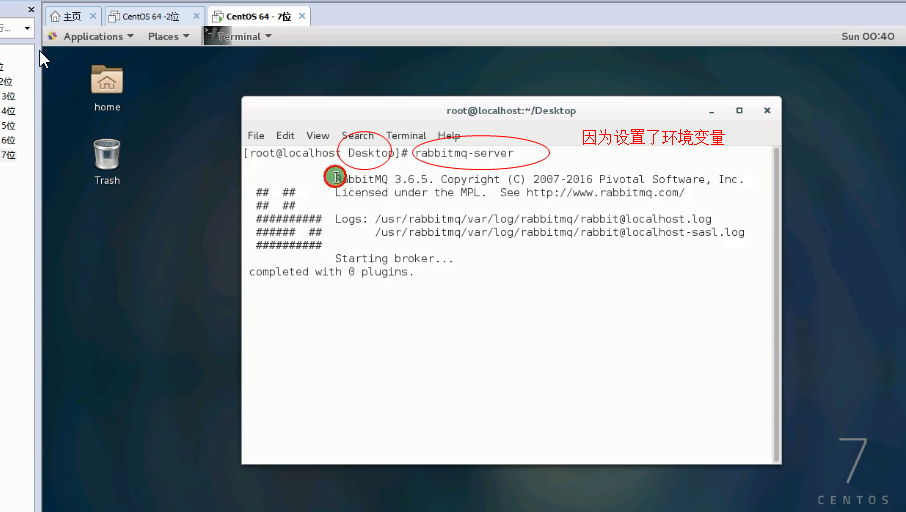 行...
主页
CentOS 64 -2位
CentOS 64 - 7位
Applications
Places
Terminal
Sun 00:40
位
2位
3位
4位
5位
6位
7位
home
Trash
root@localhost:~/Desktop
File Edit View Search Terminal Help
因为设置了环境变量
[root@localhost Desktop]# rabbitmq-server
RabbitMQ 3.6.5. Copyright (C) 2007-2016 Pivotal Software, Inc.
## ## Licensed under the MPL. See http://www.rabbitmq.com/
## ##
########## Logs: /usr/rabbitmq/var/log/rabbitmq/rabbit@localhost.log
###### ## /usr/rabbitmq/var/log/rabbitmq/rabbit@localhost-sasl.log
##########
Starting broker...
completed with 0 plugins.
7
CENTOS